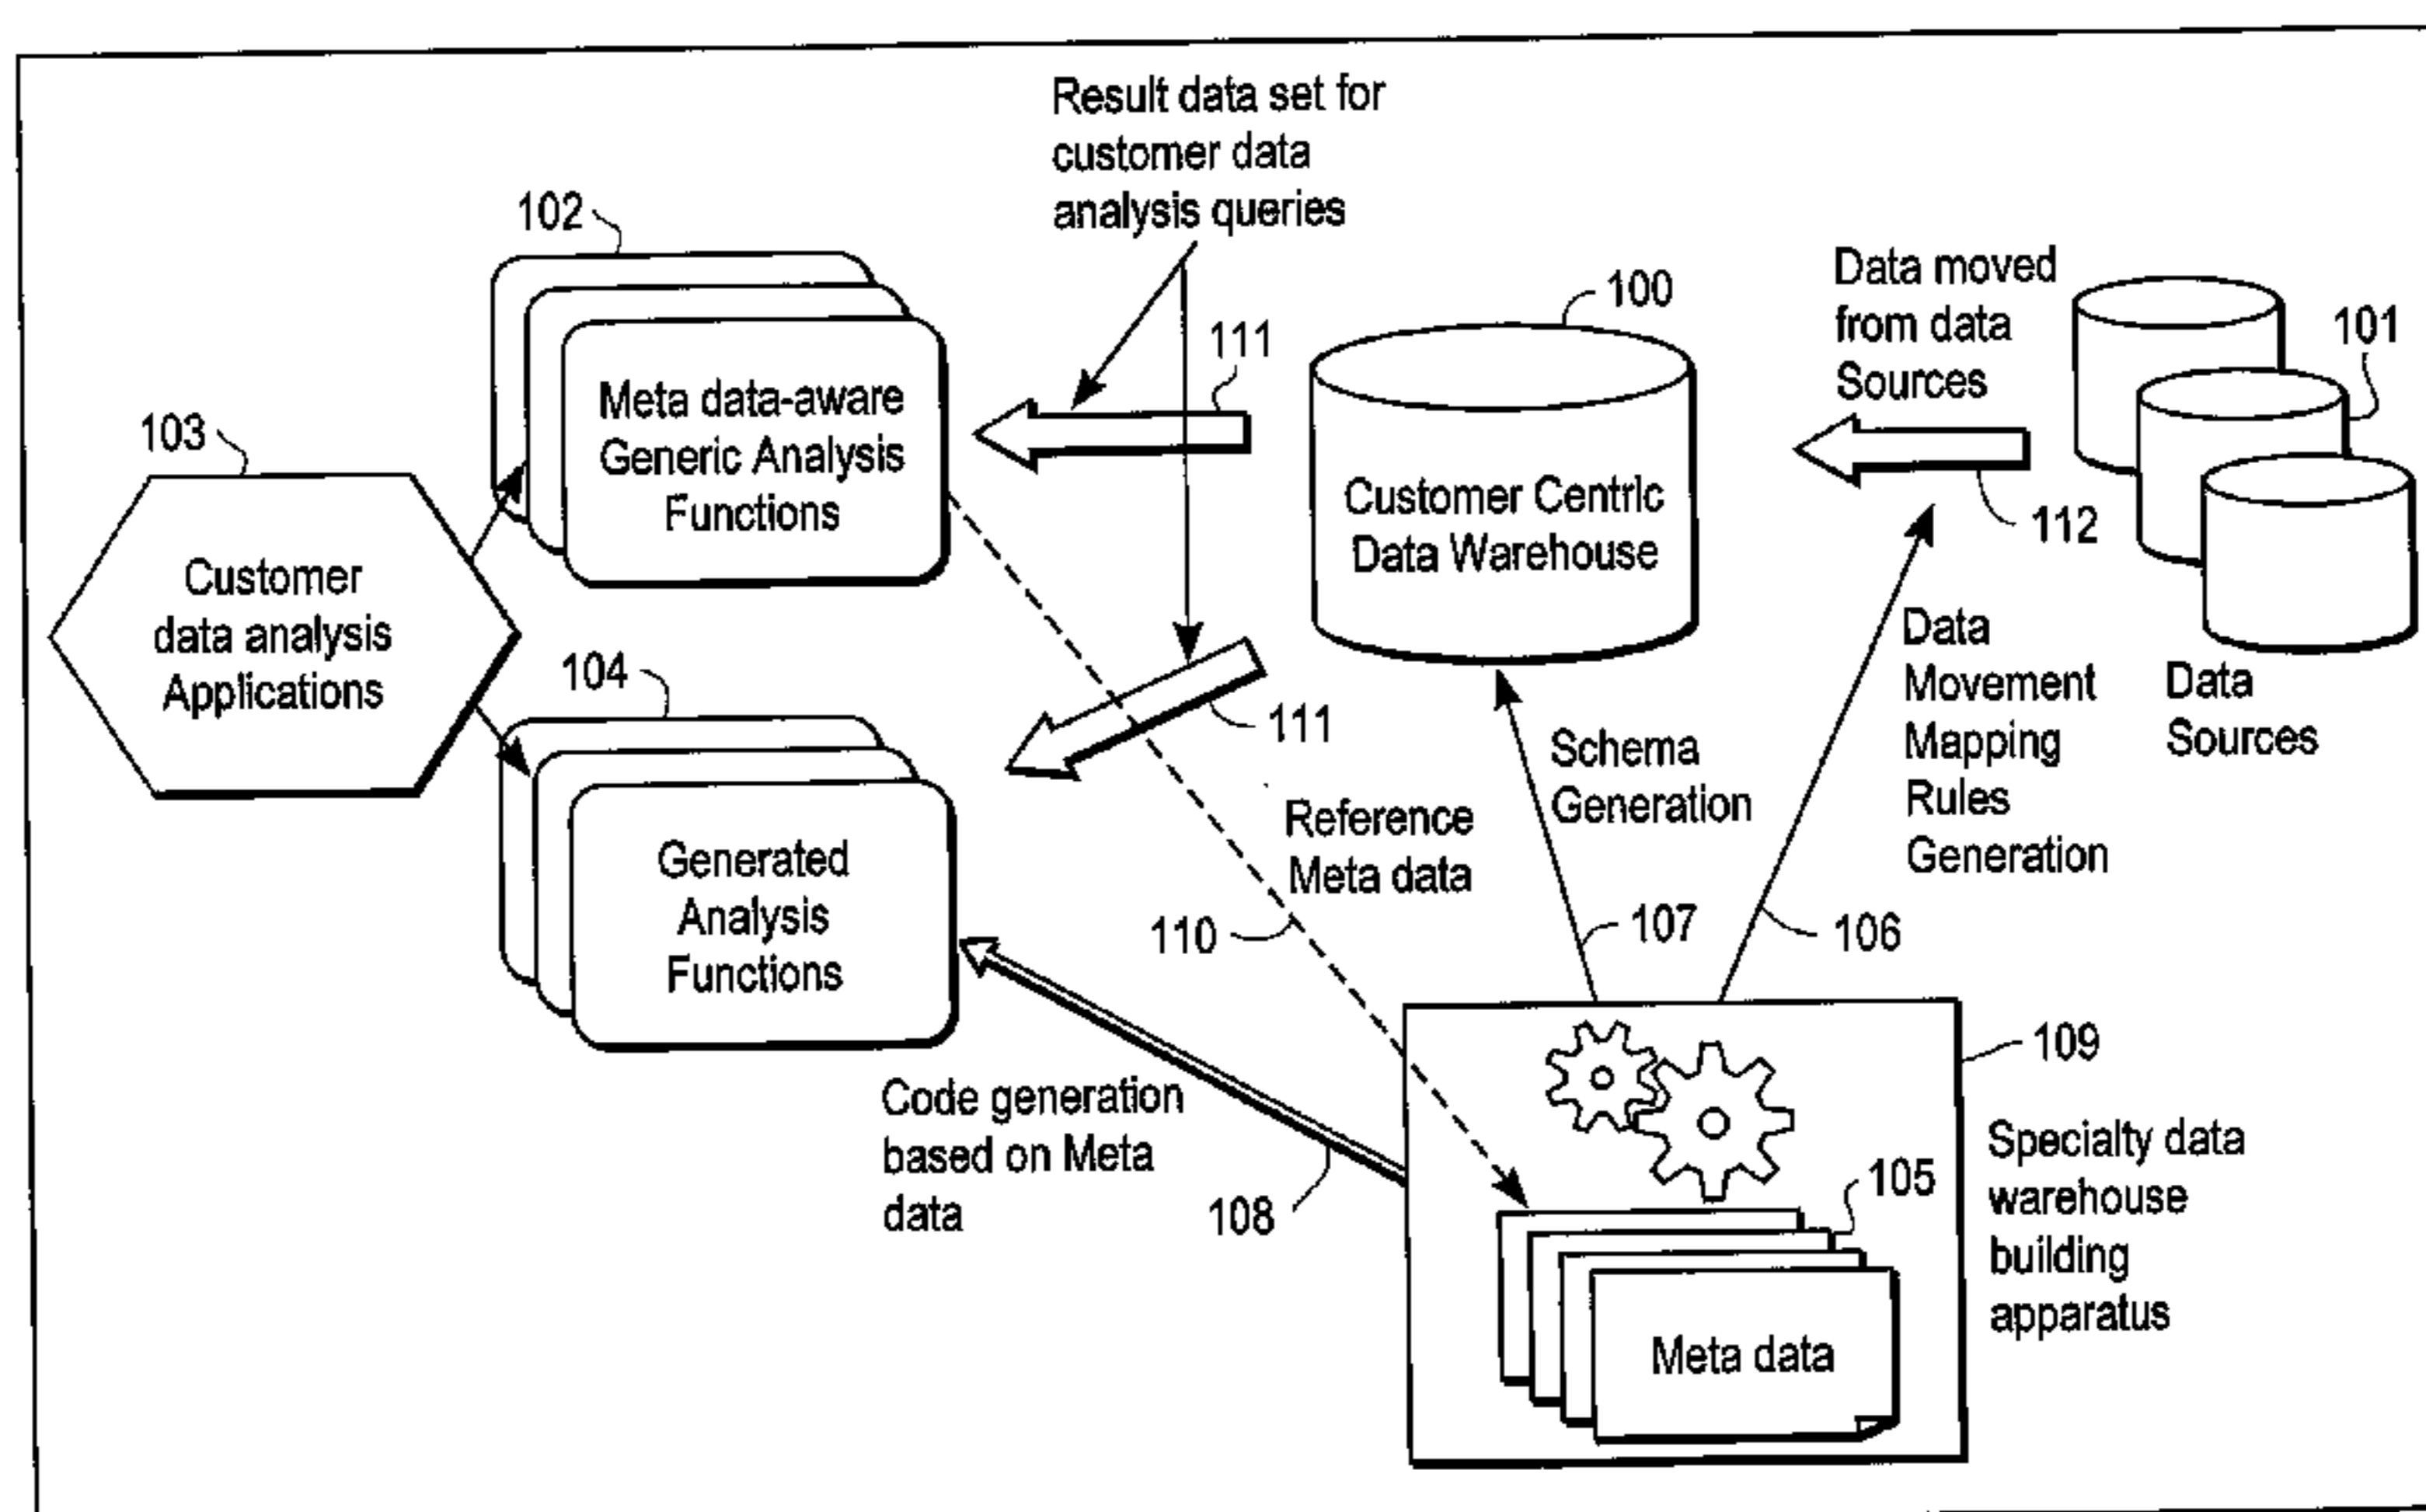 Result data set for
customer data
analysis queries
102
100
Data moved
from data
Sources
101
111
Meta data-aware
Generic Analysis
Functions
103
Customer Centric
Data Warehouse
112
Customer
data analysis
Applications
104
111
Data
Movement
Mapping
Rules
Generation
Data
Sources
Schema
Generation
Reference
Meta data
Generated
Analysis
Functions
110
107
106
109
Code generation
based on Meta
data
108
Specialty data
warehouse
building
apparatus
105
Meta data